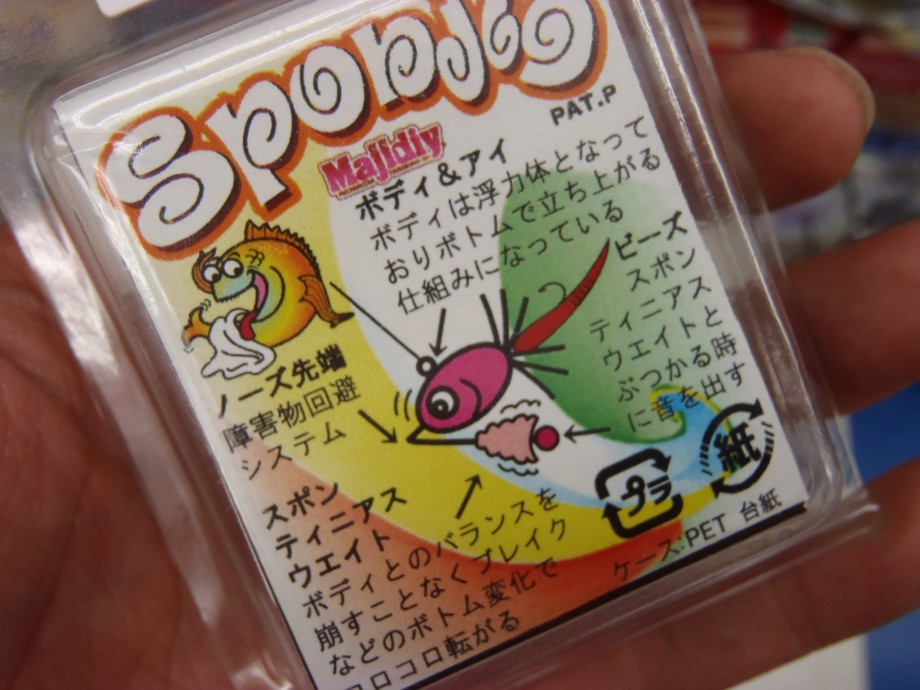 Sponjko
PAT.P
Majidiy
ボディ&アイ
ボディは浮力体となって
おりボトムで立ち上がる
仕組みになっている
ビーズ
スポン
ティニアス
ウエイトと
ぶつかる時
に音を出す
ノーズ先端
障害物回避
システム
スポン
ティニアス
ウエイト
ボディとのバランスを
崩すことなくブレイク
などのボトム変化で
コロコロ転がる
プラ
紙
ケース:PET 台紙